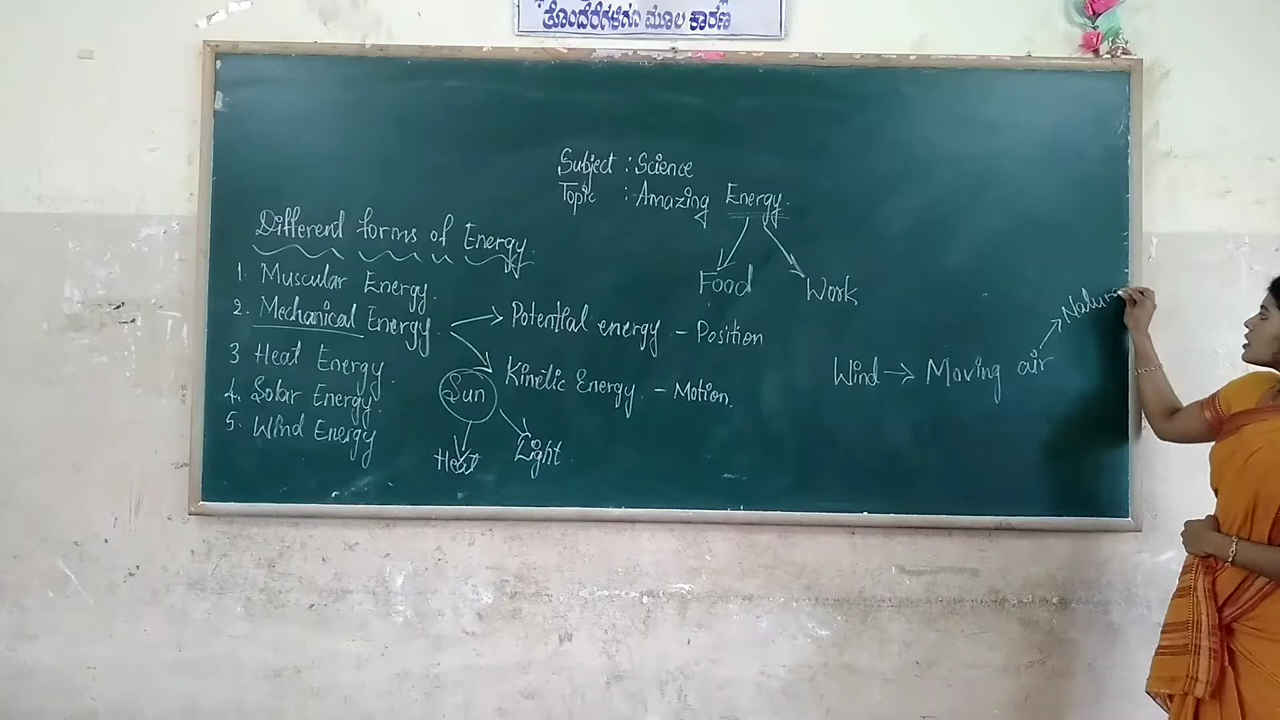 ತೊಂದರೆಗಳಿಗೂ ಮೂಲ ಕಾರಣ
Subject : Science
Topic : Amazing Energy.
Food
Work
Different forms of Energy.
1. Muscular Energy.
2. Mechanical Energy.
Potential energy. - Position
Kinetic Energy. - Motion.
3 Heat Energy.
4. Solar Energy.
5. Wind Energy
Sun
Heat
Light
Wind → Moving air
Natura